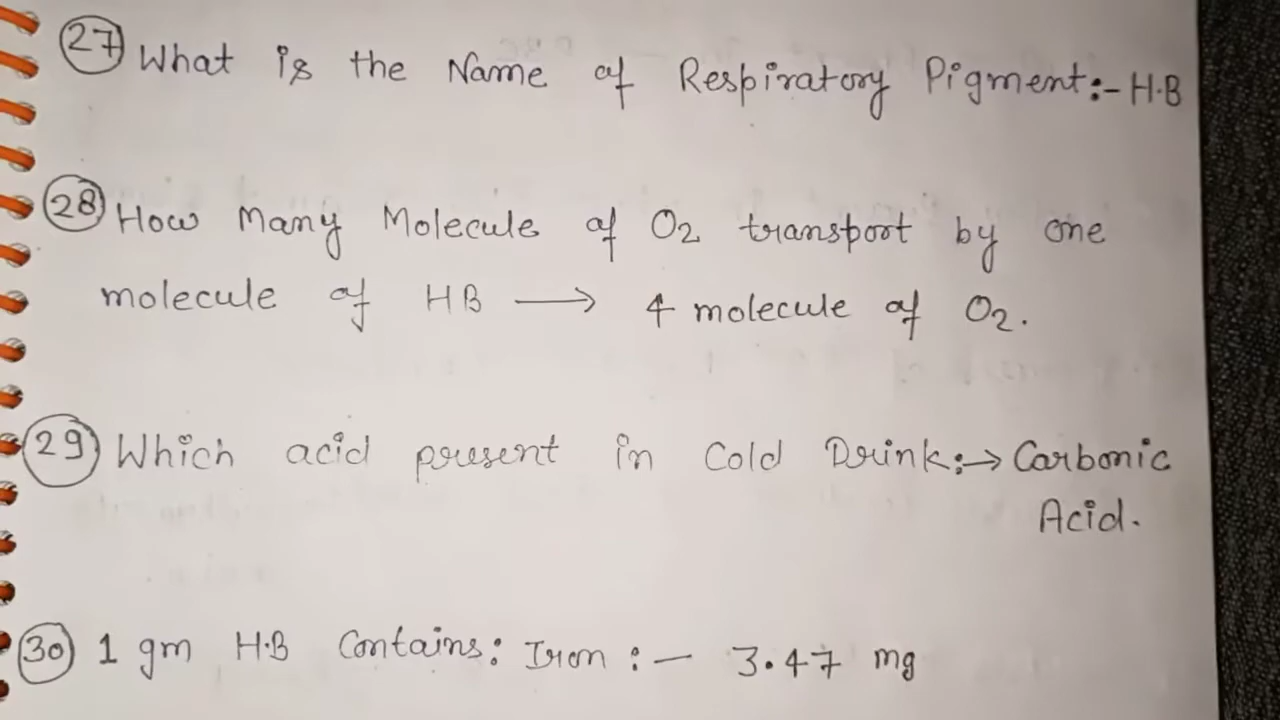 27 What is the Name of Respiratory Pigment:- H.B
28 How Many Molecule of O2 transport by one
molecule of HB → 4 molecule of O2.
29 Which acid present in Cold Drink:→ Carbonic
Acid.
30 1 gm H.B Contains: Iron :- 3.47 mg